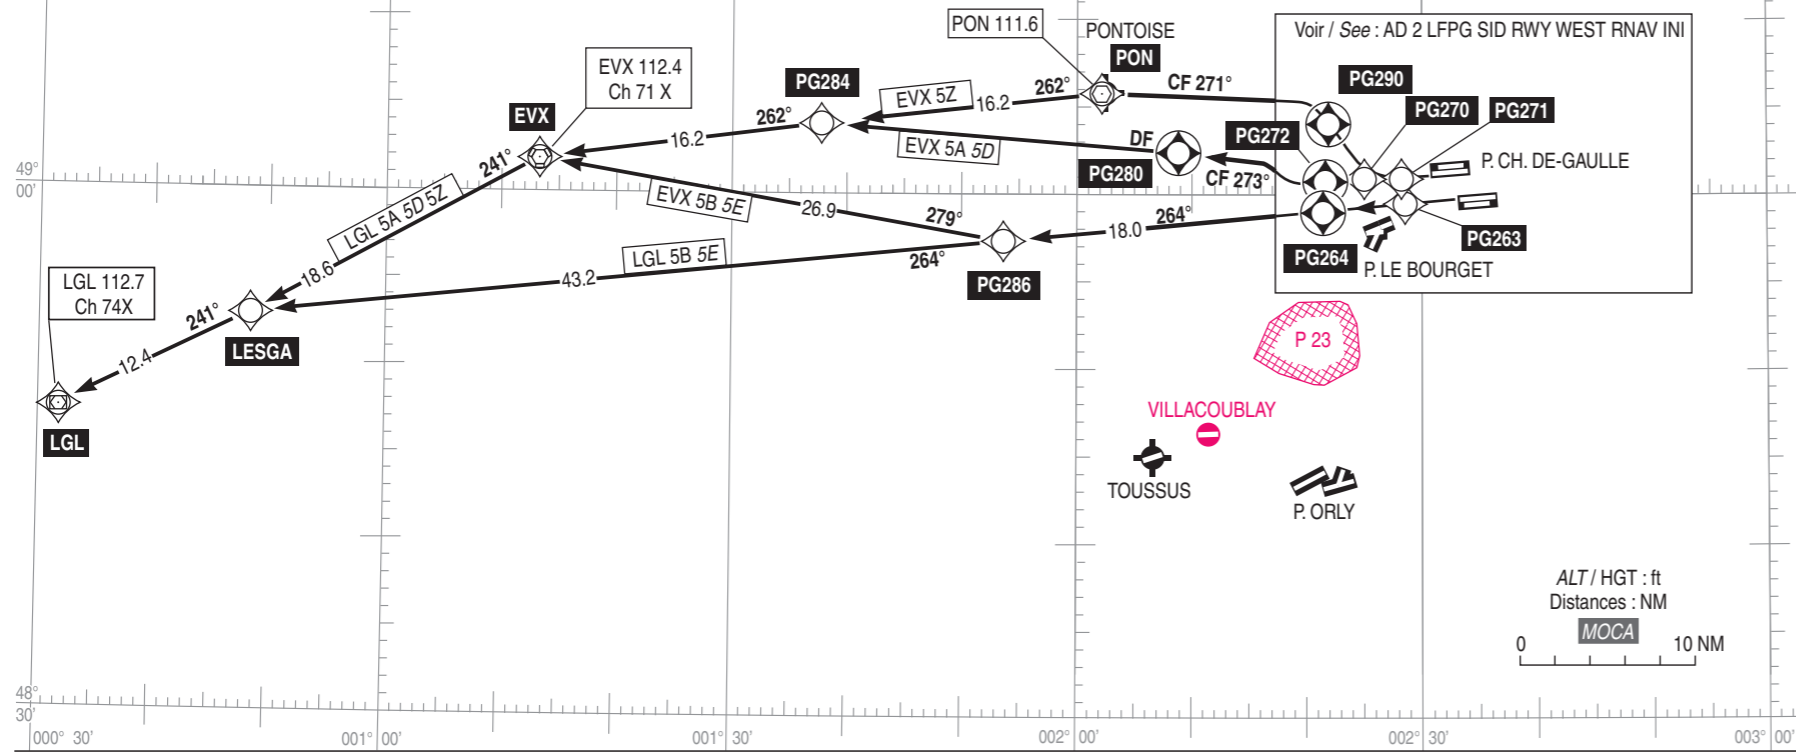 Voir / See : AD 2 LFPG SID RWY WEST RNAV INI
PON 111.6
PONTOISE
PON
EVX 112.4
Ch 71 X
EVX
PG284
PG290
PG270
PG271
PG272
CF 271°
262°
EVX 5Z
16.2
262°
16.2
EVX 5A 5D
DF
PG280
CF 273°
P. CH. DE-GAULLE
49°
00'
241°
LGL 5A 5D 5Z
18.6
EVX 5B 5E
26.9
279°
264°
18.0
PG263
PG264
P. LE BOURGET
LGL 5B 5E
43.2
264°
PG286
LGL 112.7
Ch 74X
241°
LESGA
12.4
LGL
P 23
VILLACOUBLAY
TOUSSUS
P. ORLY
ALT / HGT : ft
Distances : NM
MOCA
0 10 NM
48°
30'
000° 30'
001° 00'
001° 30'
002° 00'
002° 30'
003° 00'